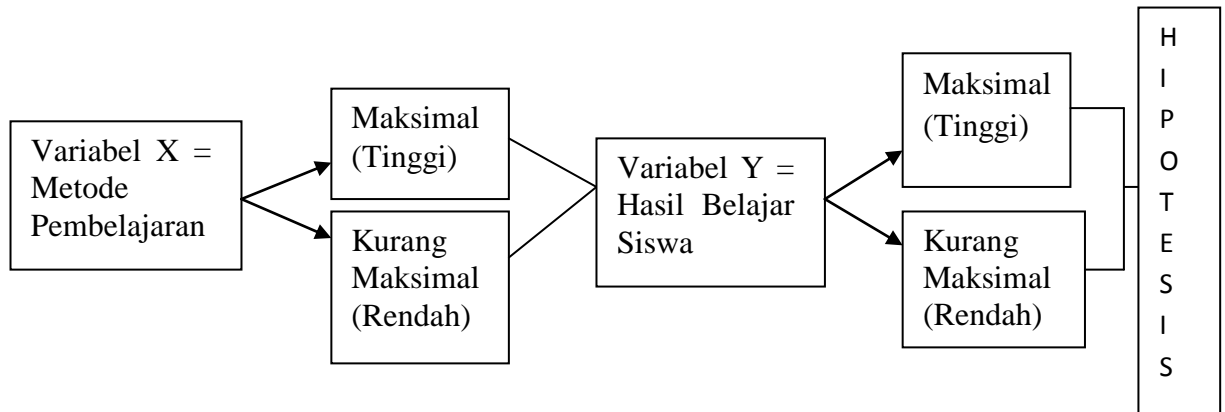 Variabel X =
Metode
Pembelajaran
Maksimal
(Tinggi)
Kurang
Maksimal
(Rendah)
Variabel Y =
Hasil Belajar
Siswa
Maksimal
(Tinggi)
Kurang
Maksimal
(Rendah)
H
I
P
O
T
E
S
I
S